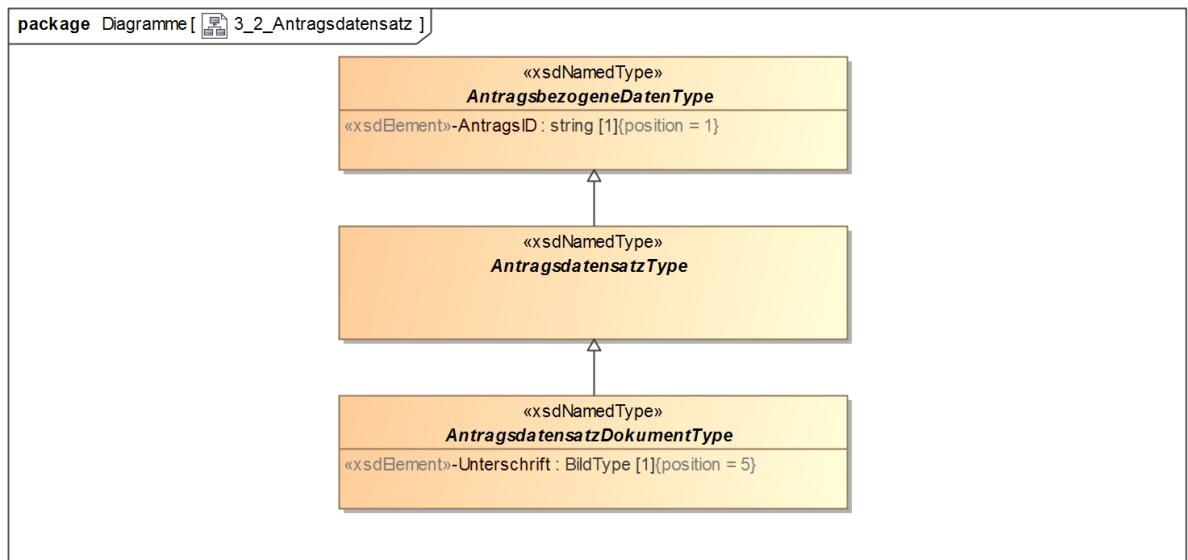 package Diagramme [ 3_2_Antragsdatensatz ]
«xsdNamedType»
AntragsbezogeneDatenType
«xsdElement»-AntragsID : string [1]{position = 1}
«xsdNamedType»
AntragsdatensatzType
«xsdNamedType»
AntragsdatensatzDokumentType
«xsdElement»-Unterschrift : BildType [1]{position = 5}